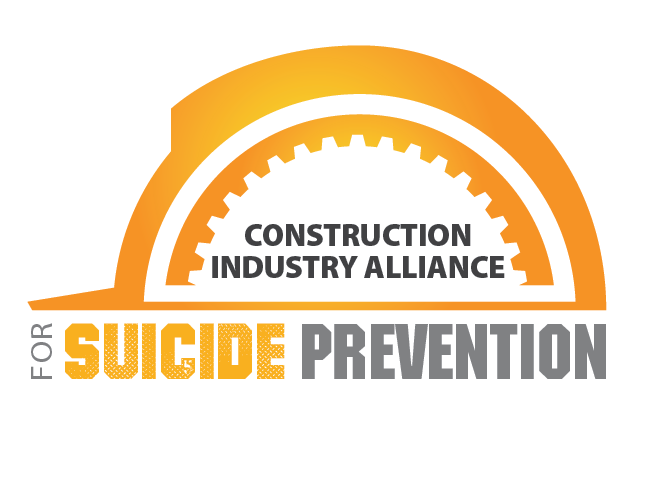 CONSTRUCTION
INDUSTRY ALLIANCE
FOR SUICIDE PREVENTION